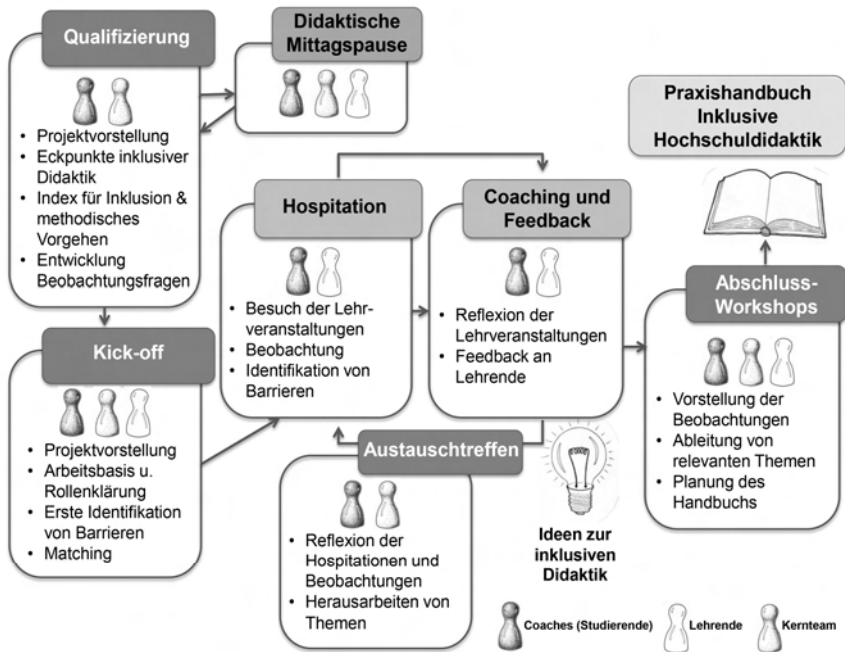 Qualifizierung
• Projektvorstellung
• Eckpunkte inklusiver
Didaktik
• Index für Inklusion &
methodisches
Vorgehen
• Entwicklung
Beobachtungsfragen
Didaktische
Mittagspause
Kick-off
• Projektvorstellung
• Arbeitsbasis u.
Rollenklärung
• Erste Identifikation
von Barrieren
• Matching
Hospitation
• Besuch der Lehr-
veranstaltungen
• Beobachtung
• Identifikation von
Barrieren
Coaching und
Feedback
• Reflexion der
Lehrveranstaltungen
• Feedback an
Lehrende
Austauschtreffen
• Reflexion der
Hospitationen und
Beobachtungen
• Herausarbeiten von
Themen
Ideen zur
inklusiven
Didaktik
Praxishandbuch
Inklusive
Hochschuldidaktik
Abschluss-
Workshops
• Vorstellung der
Beobachtungen
• Ableitung von
relevanten Themen
• Planung des
Handbuchs
Coaches (Studierende)
Lehrende
Kernteam